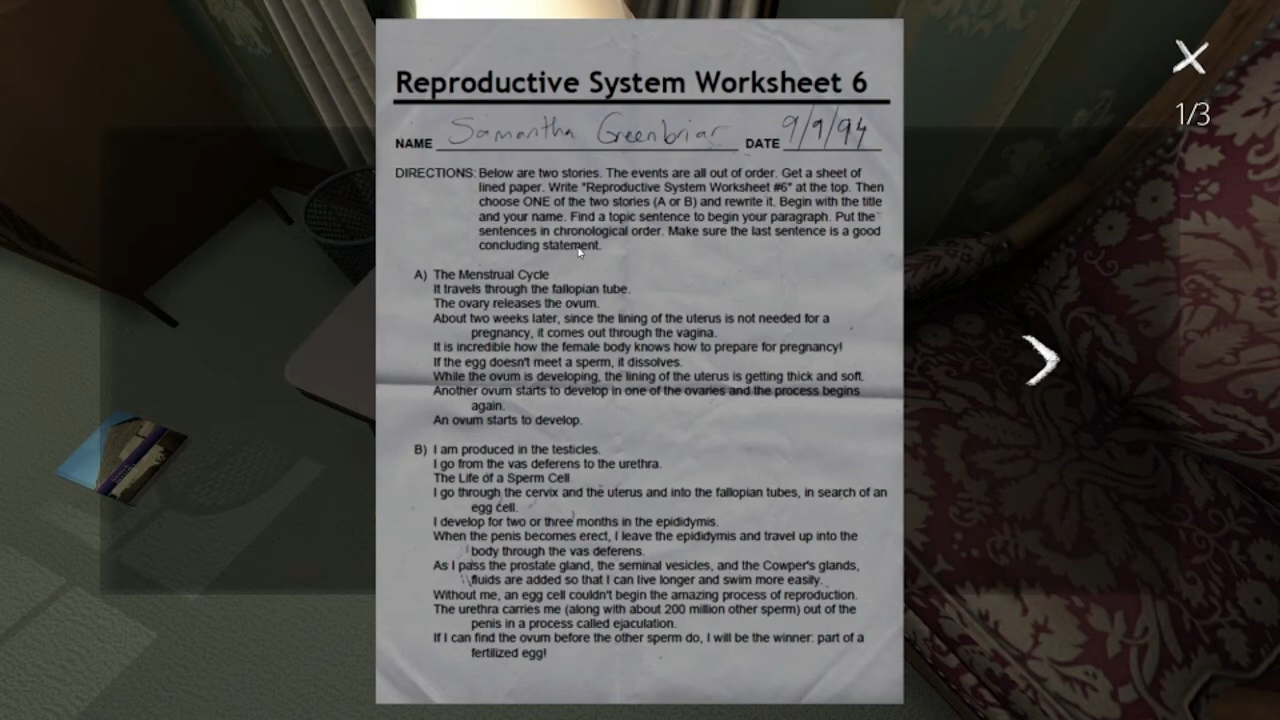 Reproductive System Worksheet 6
NAME Samantha Greenbriar DATE 9/9/94
DIRECTIONS: Below are two stories. The events are all out of order. Get a sheet of
lined paper. Write "Reproductive System Worksheet #6" at the top. Then
choose ONE of the two stories (A or B) and rewrite it. Begin with the title
and your name. Find a topic sentence to begin your paragraph. Put the
sentences in chronological order. Make sure the last sentence is a good
concluding statement.
A) The Menstrual Cycle
It travels through the fallopian tube.
The ovary releases the ovum.
About two weeks later, since the lining of the uterus is not needed for a
pregnancy, it comes out through the vagina.
It is incredible how the female body knows how to prepare for pregnancy!
If the egg doesn't meet a sperm, it dissolves.
While the ovum is developing, the lining of the uterus is getting thick and soft.
Another ovum starts to develop in one of the ovaries and the process begins
again.
An ovum starts to develop.
B) I am produced in the testicles.
I go from the vas deferens to the urethra.
The Life of a Sperm Cell
I go through the cervix and the uterus and into the fallopian tubes, in search of an
egg cell.
I develop for two or three months in the epididymis.
When the penis becomes erect, I leave the epididymis and travel up into the
body through the vas deferens.
As I pass the prostate gland, the seminal vesicles, and the Cowper's glands,
fluids are added so that I can live longer and swim more easily.
Without me, an egg cell couldn't begin the amazing process of reproduction.
The urethra carries me (along with about 200 million other sperm) out of the
penis in a process called ejaculation.
If I can find the ovum before the other sperm do, I will be the winner: part of a
fertilized egg!
1/3